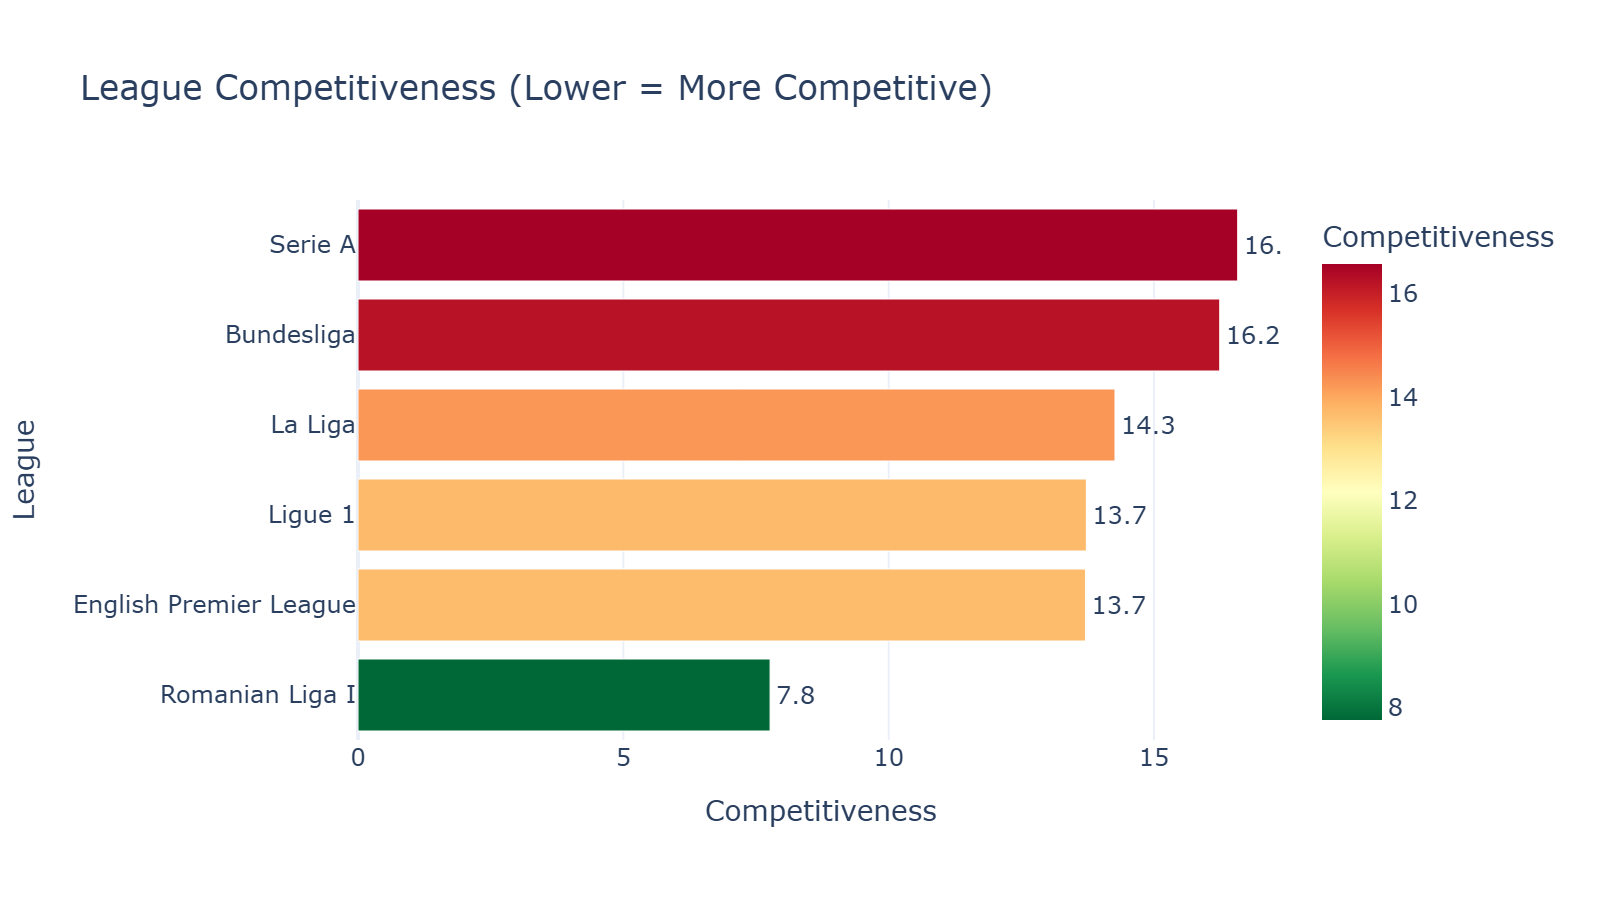 League Competitiveness (Lower = More Competitive)
League
Serie A
16.
Bundesliga
16.2
La Liga
14.3
Ligue 1
13.7
English Premier League
13.7
Romanian Liga I
7.8
0
5
10
15
Competitiveness
Competitiveness
16
14
12
10
8